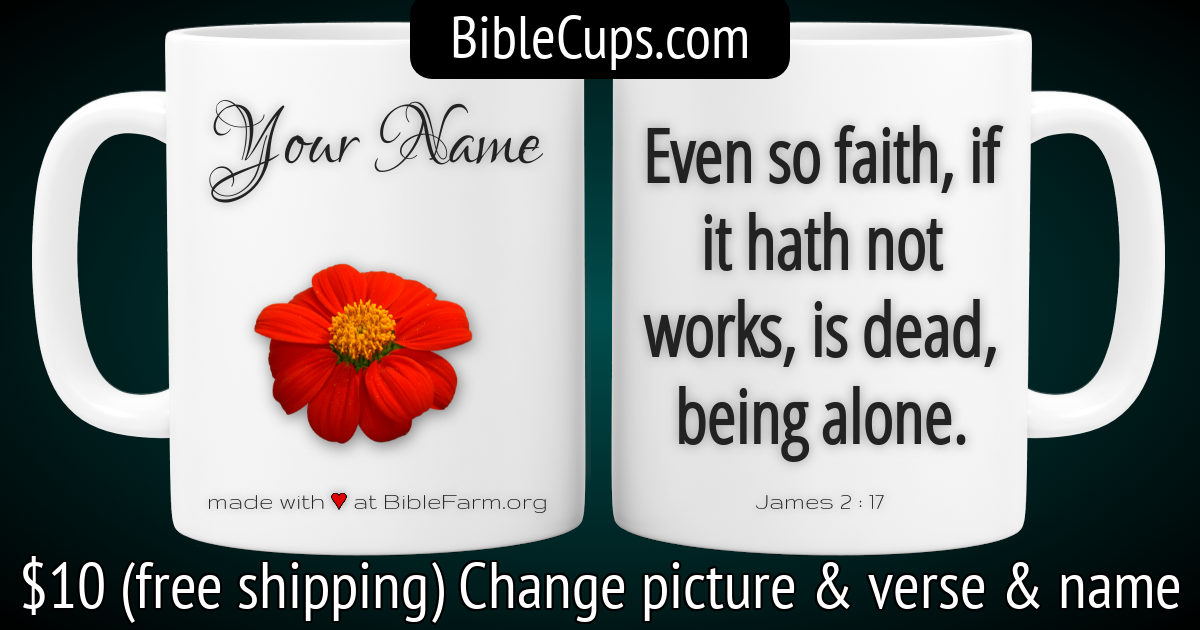 BibleCups.com
Your Name
made with ♥ at BibleFarm.org
Even so faith, if
it hath not
works, is dead,
being alone.
James 2 : 17
$10 (free shipping) Change picture & verse & name